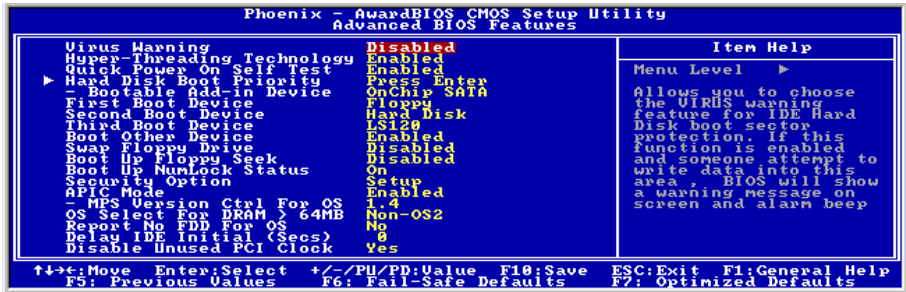 Phoenix - AwardBIOS CMOS Setup Utility
Advanced BIOS Features
Virus Warning Disabled
Hyper-Threading Technology Enabled
Quick Power On Self Test Enabled
► Hard Disk Boot Priority Press Enter
- Bootable Add-in Device OnChip SATA
First Boot Device Floppy
Second Boot Device Hard Disk
Third Boot Device LS120
Boot Other Device Enabled
Swap Floppy Drive Disabled
Boot Up Floppy Seek Disabled
Boot Up NumLock Status On
Security Option Setup
APIC Mode Enabled
- MPS Version Ctrl For OS 1.4
OS Select For DRAM > 64MB Non-OS2
Report No FDD For OS No
Delay IDE Initial (Secs) 0
Disable Unused PCI Clock Yes
Item Help
Menu Level ►
Allows you to choose
the VIRUS warning
feature for IDE Hard
Disk boot sector
protection. If this
function is enabled
and someone attempt to
write data into this
area , BIOS will show
a warning message on
screen and alarm beep
↑↓→←:Move Enter:Select +/-/PU/PD:Value F10:Save ESC:Exit F1:General Help
F5: Previous Values F6: Fail-Safe Defaults F7: Optimized Defaults